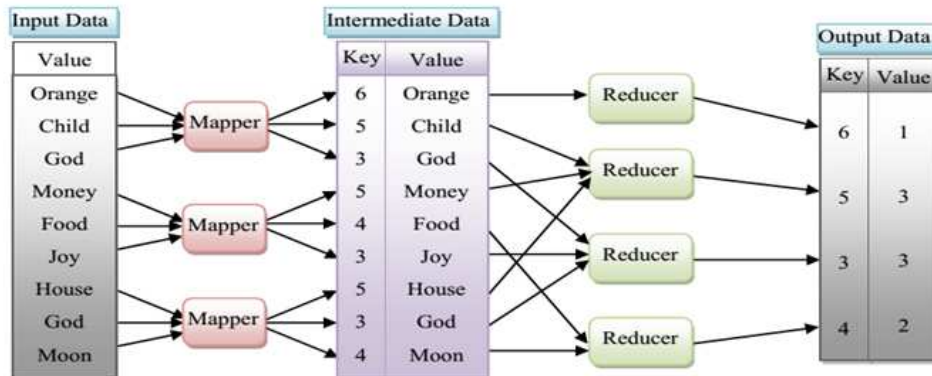 Input Data
Value
Orange
Child
God
Money
Food
Joy
House
God
Moon
Mapper
Mapper
Mapper
Intermediate Data
Key Value
6 Orange
5 Child
3 God
5 Money
4 Food
3 Joy
5 House
3 God
4 Moon
Reducer
Reducer
Reducer
Reducer
Output Data
Key Value
6 1
5 3
3 3
4 2